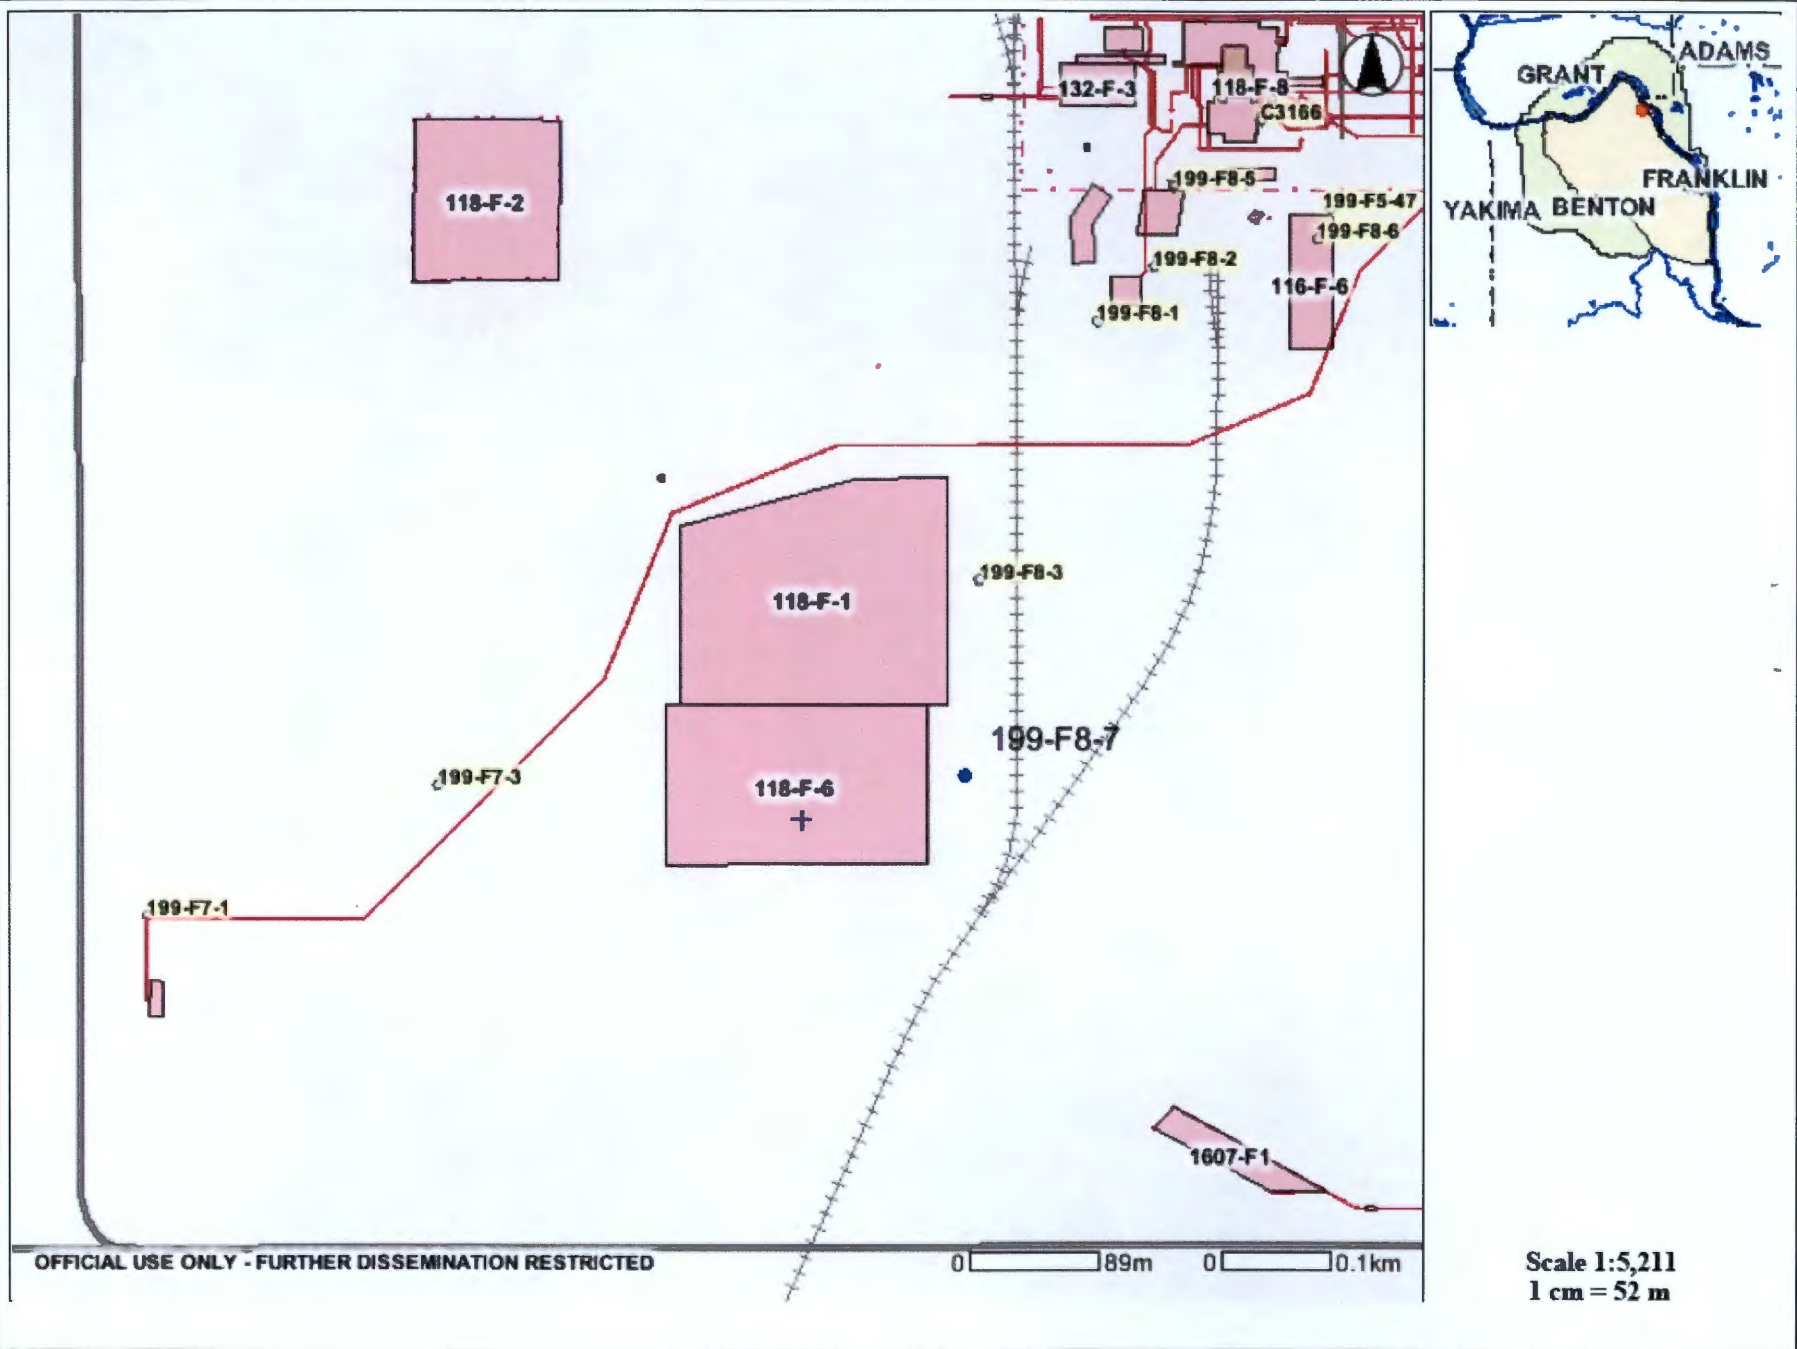 132-F-3
118-F-8
C3166
118-F-2
199-F8-5
199-F5-47
199-F8-6
199-F8-2
116-F-6
199-F8-1
118-F-1
199-F8-3
199-F8-7
199-F7-3
118-F-6
199-F7-1
1607-F1
OFFICIAL USE ONLY - FURTHER DISSEMINATION RESTRICTED
0 89m 0 0.1km
ADAMS
GRANT
FRANKLIN
YAKIMA BENTON
Scale 1:5,211
1 cm = 52 m